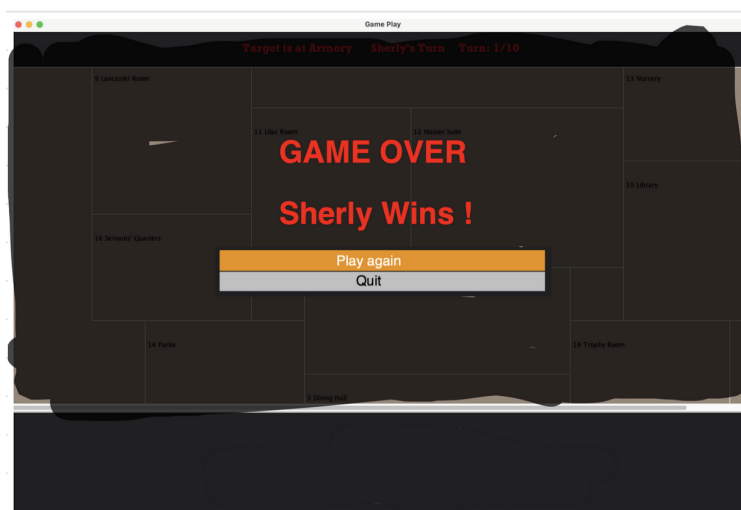 Game Play
Target is at Armory Sherly's Turn Turn: 1/10
9 Lancaster Room
13 Nursery
11 Lilac Room
12 Master Suite
GAME OVER
10 Library
Sherly Wins !
16 Servants' Quarters
Play again
Quit
14 Parlor
18 Trophy Room
3 Dining Hall